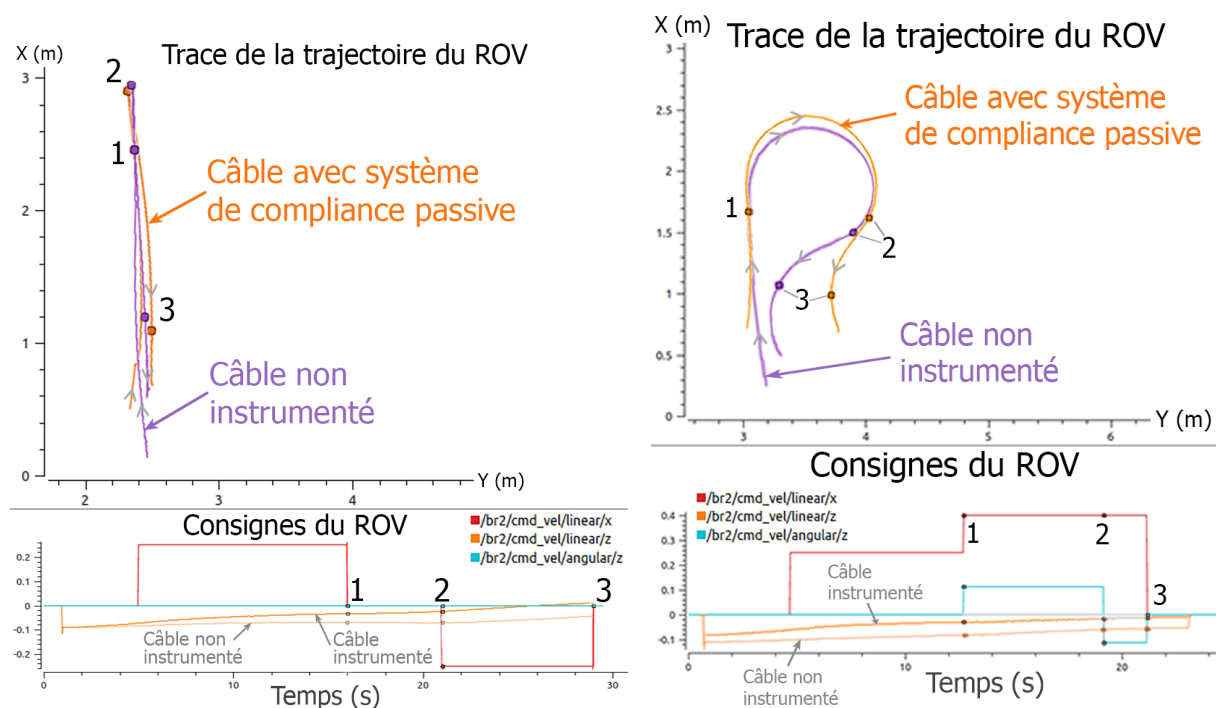 X (m)
Trace de la trajectoire du ROV
3
2
1
0
2
1
3
Câble avec système
de compliance passive
Câble non
instrumenté
2
3
4
Y (m)
Consignes du ROV
/br2/cmd_vel/linear/x
/br2/cmd_vel/linear/z
/br2/cmd_vel/angular/z
0.2
0.1
0
-0.1
-0.2
1
2
3
Câble non
instrumenté
Câble
instrumenté
0
10
20
30
Temps (s)
X (m)
Trace de la trajectoire du ROV
3
2.5
2
1.5
1
0.5
0
Câble avec système
de compliance passive
1
2
3
Câble non
instrumenté
3
4
5
6
Y (m)
Consignes du ROV
/br2/cmd_vel/linear/x
/br2/cmd_vel/linear/z
/br2/cmd_vel/angular/z
0.4
0.3
0.2
0.1
0
-0.1
1
2
3
Câble
instrumenté
Câble non
instrumenté
0
10
20
Temps (s)